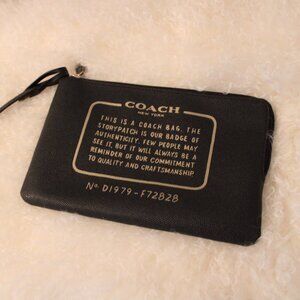 COACH
NEW YORK
THIS IS A COACH BAG. THE
STORYPATCH IS OUR BADGE OF
AUTHENTICITY. FEW PEOPLE MAY
SEE IT, BUT IT WILL ALWAYS BE A
REMINDER OF OUR COMMITMENT
TO QUALITY AND CRAFTSMANSHIP.
No. D1979-F72828